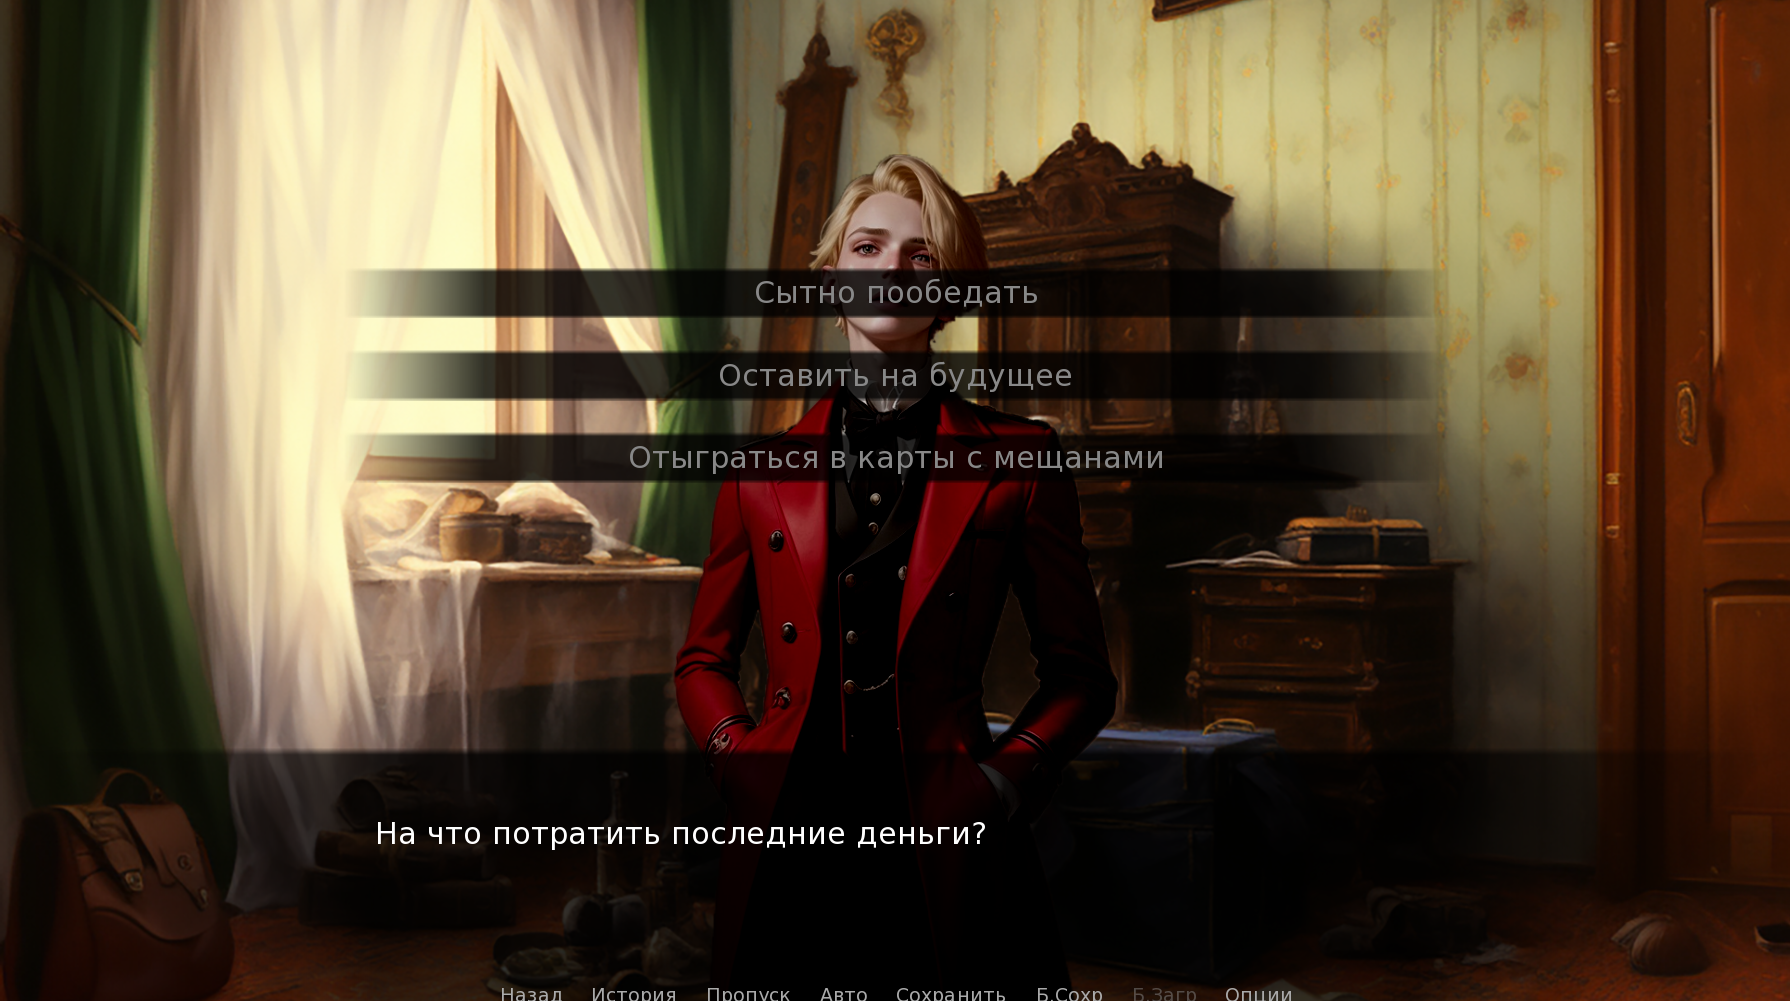 Сытно пообедать
Оставить на будущее
Отыграться в карты с мещанами
На что потратить последние деньги?
Назад История Пропуск Авто Сохранить Б.Сохр Б.Загр Опции